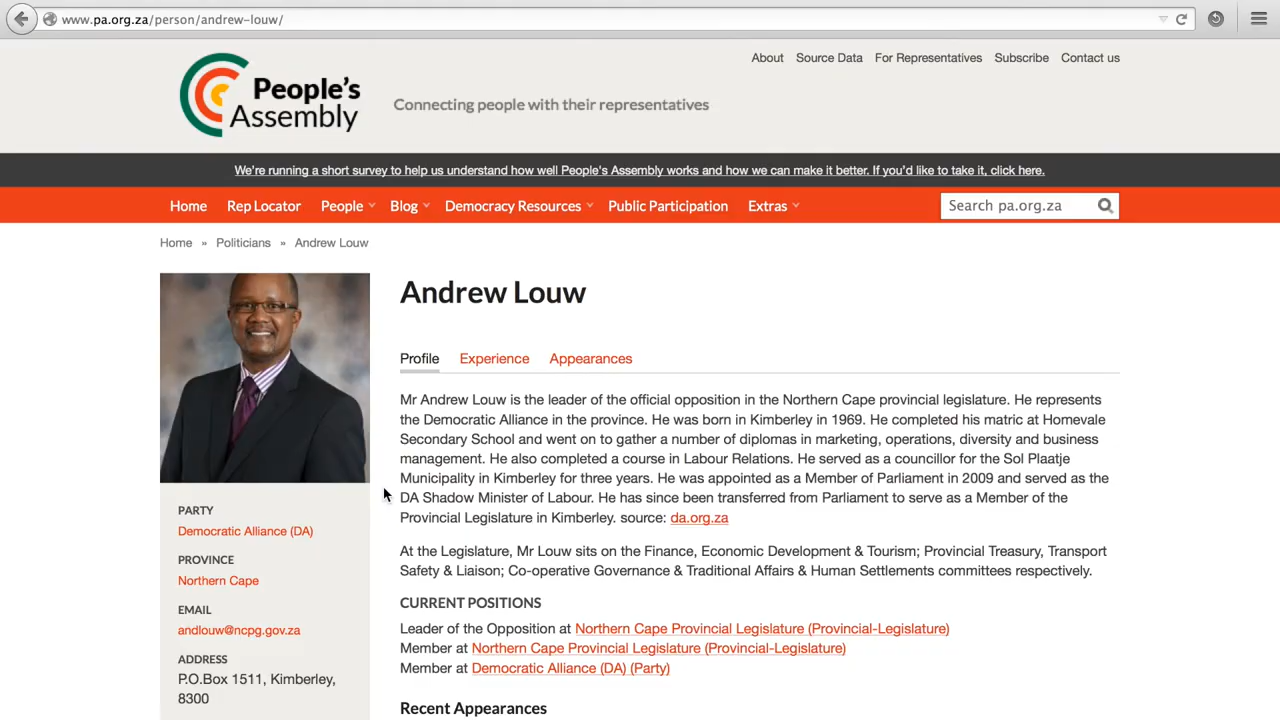 www.pa.org.za/person/andrew-louw/
About Source Data For Representatives Subscribe Contact us
People's
Assembly
Connecting people with their representatives
We're running a short survey to help us understand how well People's Assembly works and how we can make it better. If you'd like to take it, click here.
Home Rep Locator People Blog Democracy Resources Public Participation Extras Search pa.org.za
Home » Politicians » Andrew Louw
Andrew Louw
Profile Experience Appearances
Mr Andrew Louw is the leader of the official opposition in the Northern Cape provincial legislature. He represents
the Democratic Alliance in the province. He was born in Kimberley in 1969. He completed his matric at Homevale
Secondary School and went on to gather a number of diplomas in marketing, operations, diversity and business
management. He also completed a course in Labour Relations. He served as a councillor for the Sol Plaatje
Municipality in Kimberley for three years. He was appointed as a Member of Parliament in 2009 and served as the
DA Shadow Minister of Labour. He has since been transferred from Parliament to serve as a Member of the
Provincial Legislature in Kimberley. source: da.org.za
At the Legislature, Mr Louw sits on the Finance, Economic Development & Tourism; Provincial Treasury, Transport
Safety & Liaison; Co-operative Governance & Traditional Affairs & Human Settlements committees respectively.
CURRENT POSITIONS
Leader of the Opposition at Northern Cape Provincial Legislature (Provincial-Legislature)
Member at Northern Cape Provincial Legislature (Provincial-Legislature)
Member at Democratic Alliance (DA) (Party)
Recent Appearances
PARTY
Democratic Alliance (DA)
PROVINCE
Northern Cape
EMAIL
andlouw@ncpg.gov.za
ADDRESS
P.O.Box 1511, Kimberley,
8300